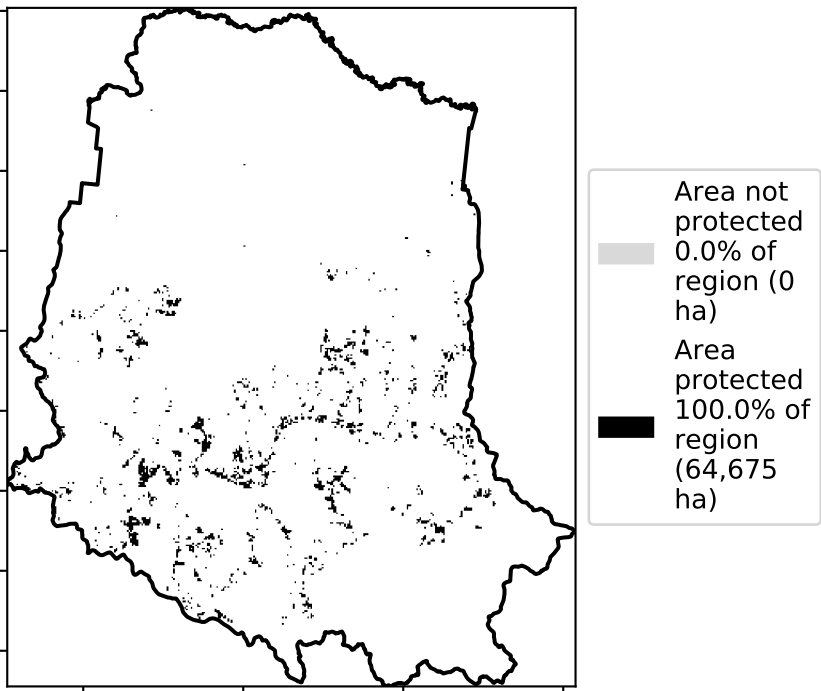 Area not
protected
0.0% of
region (0
ha)
Area
protected
100.0% of
region
(64,675
ha)